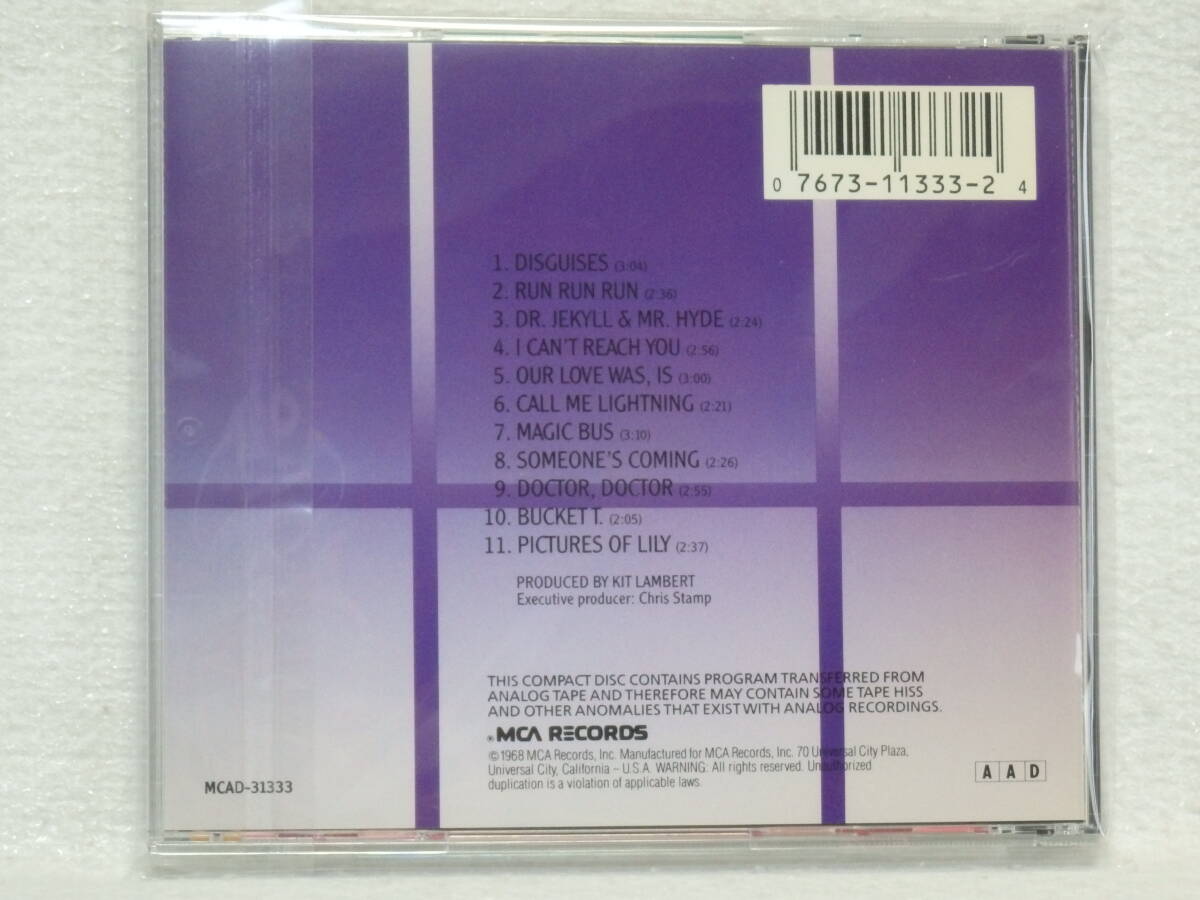 0 7673-11333-2 4
1. DISGUISES (3:04)
2. RUN RUN RUN (2:36)
3. DR. JEKYLL & MR. HYDE (2:24)
4. I CAN'T REACH YOU (2:56)
5. OUR LOVE WAS, IS (3:00)
6. CALL ME LIGHTNING (2:21)
7. MAGIC BUS (3:10)
8. SOMEONE'S COMING (2:26)
9. DOCTOR, DOCTOR (2:55)
10. BUCKET T. (2:05)
11. PICTURES OF LILY (2:37)
PRODUCED BY KIT LAMBERT
Executive producer: Chris Stamp
THIS COMPACT DISC CONTAINS PROGRAM TRANSFERRED FROM
ANALOG TAPE AND THEREFORE MAY CONTAIN SOME TAPE HISS
AND OTHER ANOMALIES THAT EXIST WITH ANALOG RECORDINGS.
MCA RECORDS
©1968 MCA Records, Inc. Manufactured for MCA Records, Inc. 70 Universal City Plaza,
Universal City, California – U.S.A. WARNING: All rights reserved. Unauthorized
duplication is a violation of applicable laws.
MCAD-31333
A A D